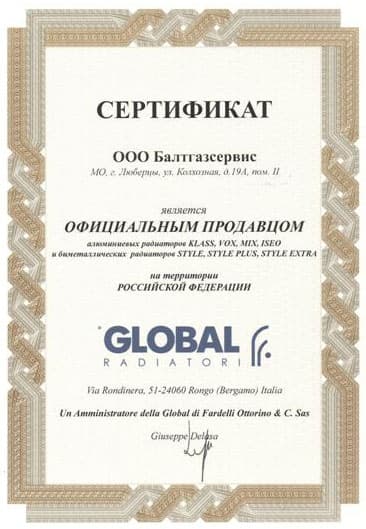 СЕРТИФИКАТ
ООО Балтгазсервис
МО, г. Люберцы, ул. Колхозная, д.19А, пом. II
является
ОФИЦИАЛЬНЫМ ПРОДАВЦОМ
алюминиевых радиаторов KLASS, VOX, MIX, ISEO
и биметаллических радиаторов STYLE, STYLE PLUS, STYLE EXTRA
на территории
РОССИЙСКОЙ ФЕДЕРАЦИИ
GLOBAL
RADIATORI
Via Rondinera, 51-24060 Rongo (Bergamo) Italia
Un Amministratore della Global di Fardelli Ottorino & C. Sas
Giuseppe Delasa